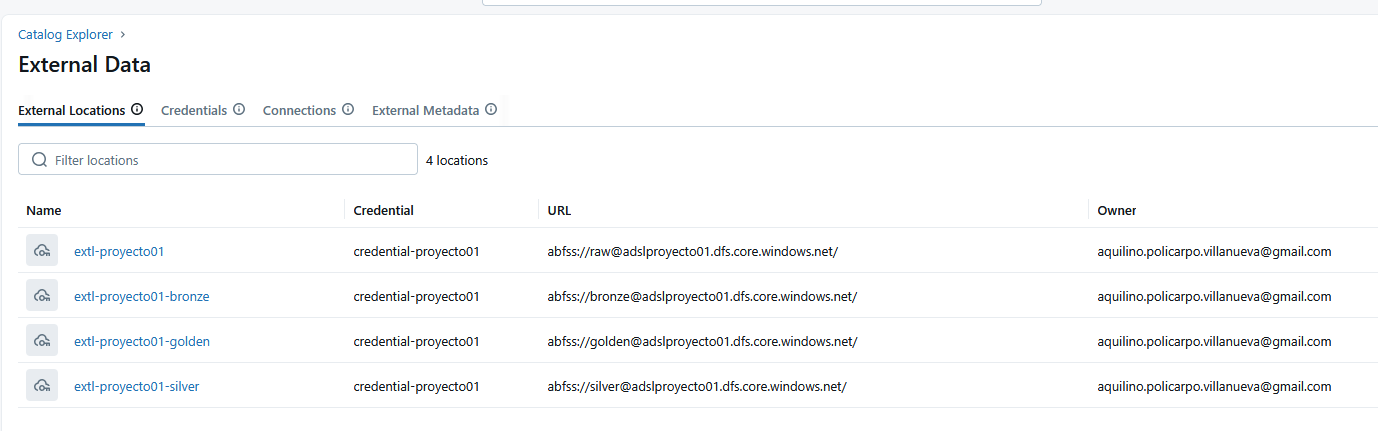 Catalog Explorer >
External Data
External Locations Credentials Connections External Metadata
Filter locations 4 locations
Name Credential URL Owner
extl-proyecto01 credential-proyecto01 abfss://raw@adslproyecto01.dfs.core.windows.net/ aquilino.policarpo.villanueva@gmail.com
extl-proyecto01-bronze credential-proyecto01 abfss://bronze@adslproyecto01.dfs.core.windows.net/ aquilino.policarpo.villanueva@gmail.com
extl-proyecto01-golden credential-proyecto01 abfss://golden@adslproyecto01.dfs.core.windows.net/ aquilino.policarpo.villanueva@gmail.com
extl-proyecto01-silver credential-proyecto01 abfss://silver@adslproyecto01.dfs.core.windows.net/ aquilino.policarpo.villanueva@gmail.com